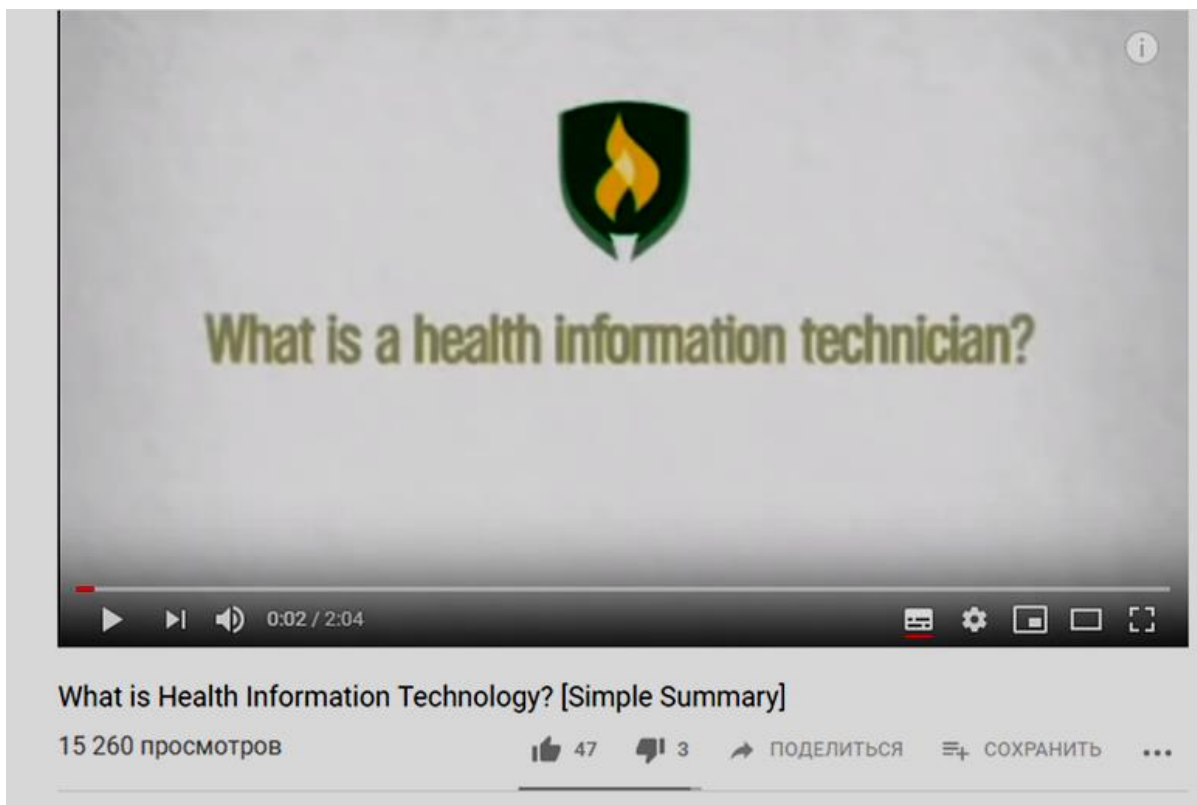 What is a health information technician?
0:02 / 2:04
What is Health Information Technology? [Simple Summary]
15 260 просмотров 47 3 ПОДЕЛИТЬСЯ СОХРАНИТЬ